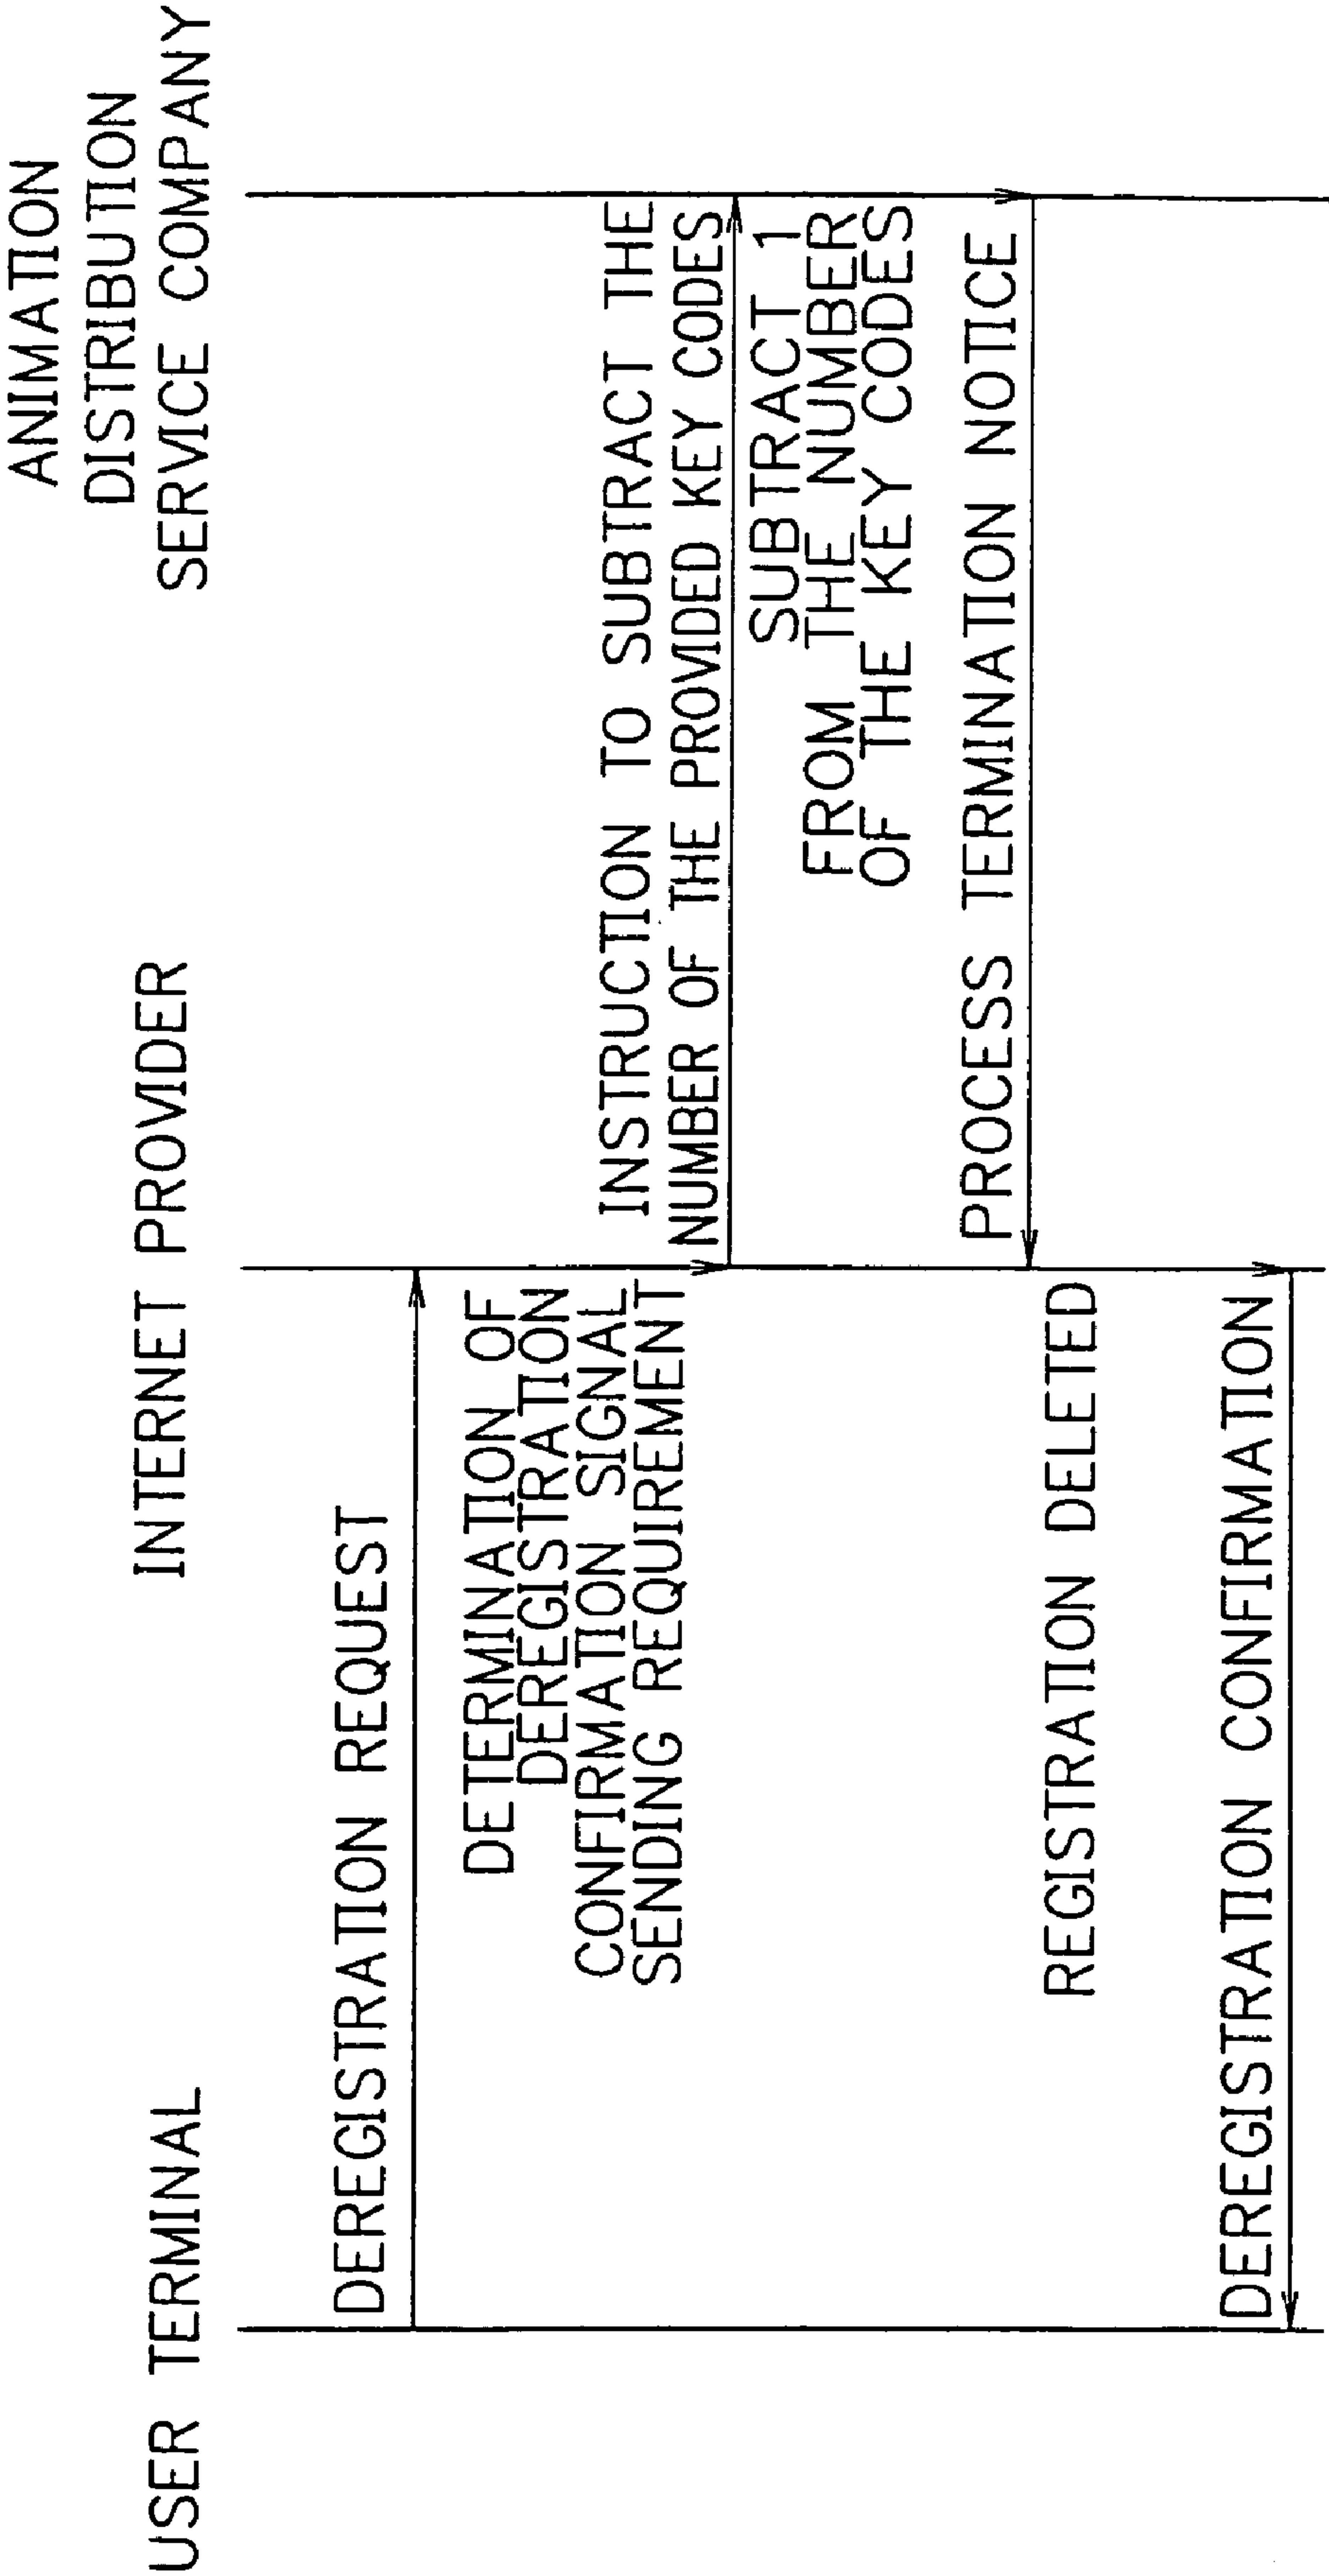 USER TERMINAL
INTERNET PROVIDER
ANIMATION
DISTRIBUTION
SERVICE COMPANY
DEREGISTRATION REQUEST
DETERMINATION OF
DEREGISTRATION
CONFIRMATION SIGNAL
SENDING REQUIREMENT
INSTRUCTION TO SUBTRACT THE
NUMBER OF THE PROVIDED KEY CODES
SUBTRACT 1
FROM THE NUMBER
OF THE KEY CODES
PROCESS TERMINATION NOTICE
REGISTRATION DELETED
DEREGISTRATION CONFIRMATION